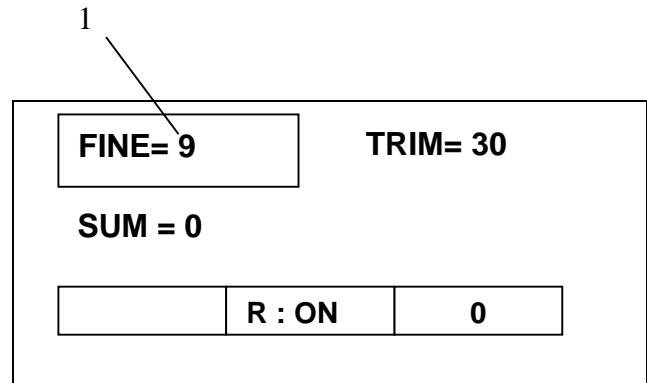 1
FINE= 9 TRIM= 30
SUM = 0
R : ON 0